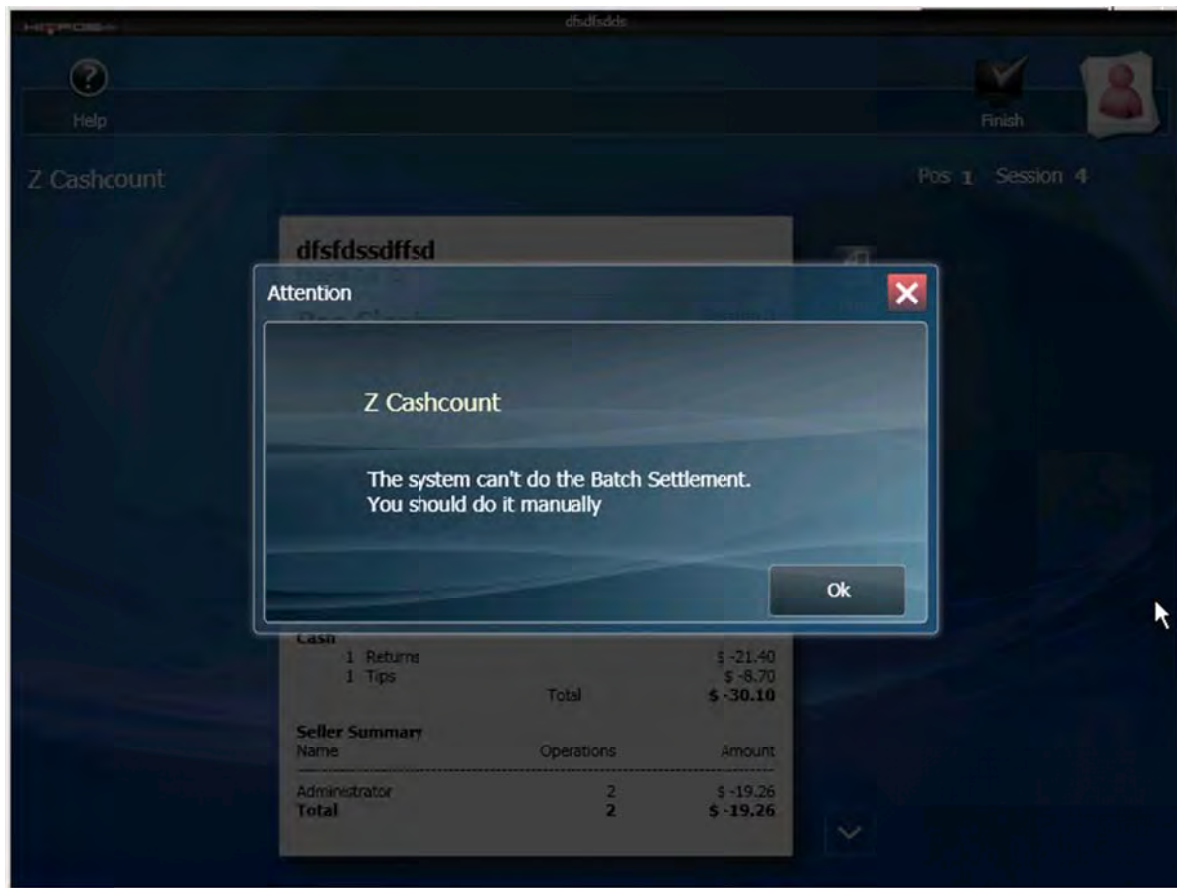 HITPOS
dfsdfsdds
?
Help
Finish
Z Cashcount
Pos 1 Session 4
dfsfdssdffsd
Attention
Z Cashcount
The system can't do the Batch Settlement.
You should do it manually
Ok
Cash
1 Returns $ -21.40
1 Tips $ -8.70
Total $ -30.10
Seller Summary
Name Operations Amount
Administrator 2 $ -19.26
Total 2 $ -19.26